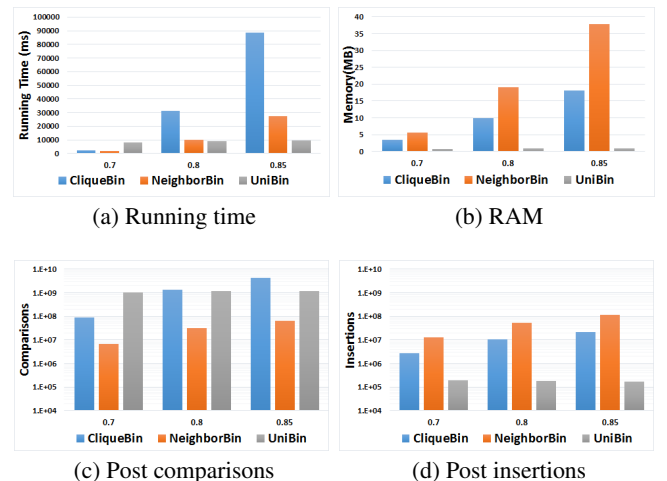 Running Time (ms)
100000
90000
80000
70000
60000
50000
40000
30000
20000
10000
0
0.7 0.8 0.85
CliqueBin NeighborBin UniBin
(a) Running time
Memory(MB)
40
35
30
25
20
15
10
5
0
0.7 0.8 0.85
CliqueBin NeighborBin UniBin
(b) RAM
Comparisons
1.E+10
1.E+09
1.E+08
1.E+07
1.E+06
1.E+05
1.E+04
0.7 0.8 0.85
CliqueBin NeighborBin UniBin
(c) Post comparisons
Insertions
1.E+10
1.E+09
1.E+08
1.E+07
1.E+06
1.E+05
1.E+04
0.7 0.8 0.85
CliqueBin NeighborBin UniBin
(d) Post insertions